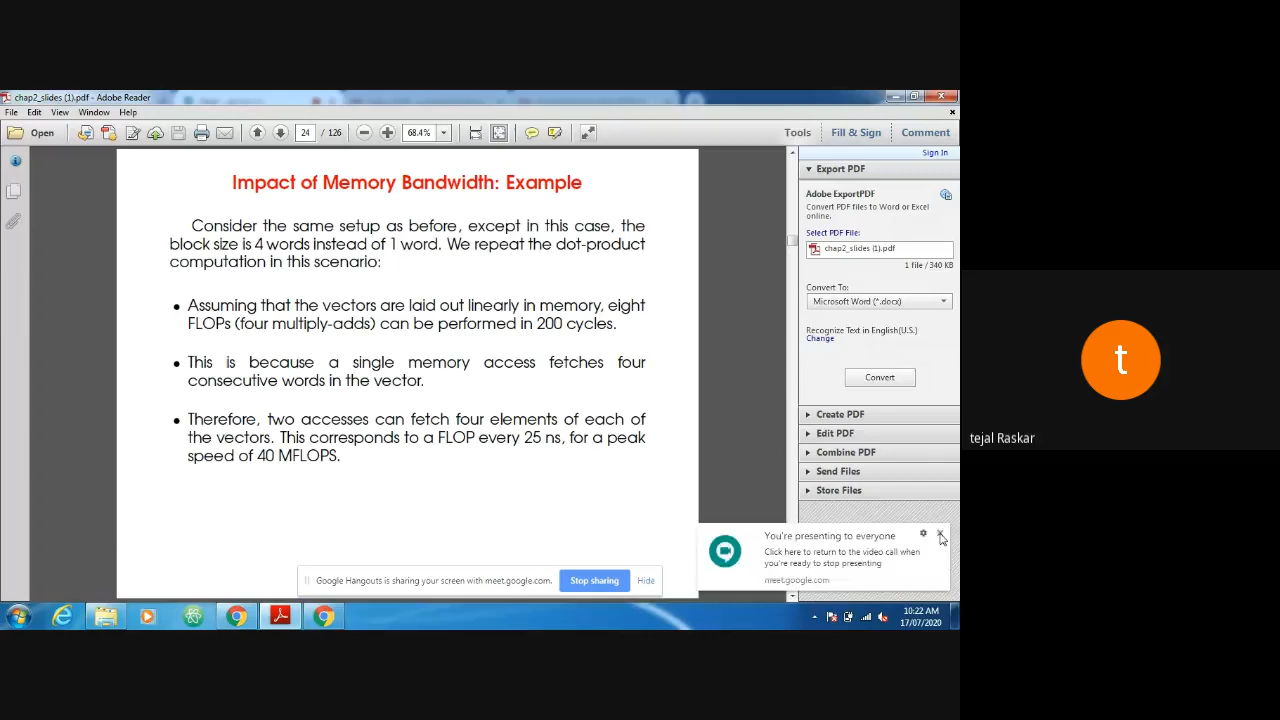 chap2_slides (1).pdf - Adobe Reader
File Edit View Window Help
Open 24 / 126 68.4% Tools Fill & Sign Comment
Sign In
Impact of Memory Bandwidth: Example
Consider the same setup as before, except in this case, the
block size is 4 words instead of 1 word. We repeat the dot-product
computation in this scenario:
• Assuming that the vectors are laid out linearly in memory, eight
FLOPs (four multiply-adds) can be performed in 200 cycles.
• This is because a single memory access fetches four
consecutive words in the vector.
• Therefore, two accesses can fetch four elements of each of
the vectors. This corresponds to a FLOP every 25 ns, for a peak
speed of 40 MFLOPS.
Export PDF
Adobe ExportPDF
Convert PDF files to Word or Excel
online.
Select PDF File:
chap2_slides (1).pdf
1 file / 340 KB
Convert To:
Microsoft Word (*.docx)
Recognize Text in English(U.S.)
Change
Convert
Create PDF
Edit PDF
Combine PDF
Send Files
Store Files
You're presenting to everyone
Click here to return to the video call when
you're ready to stop presenting
meet.google.com
Google Hangouts is sharing your screen with meet.google.com. Stop sharing Hide
10:22 AM
17/07/2020
t
tejal Raskar